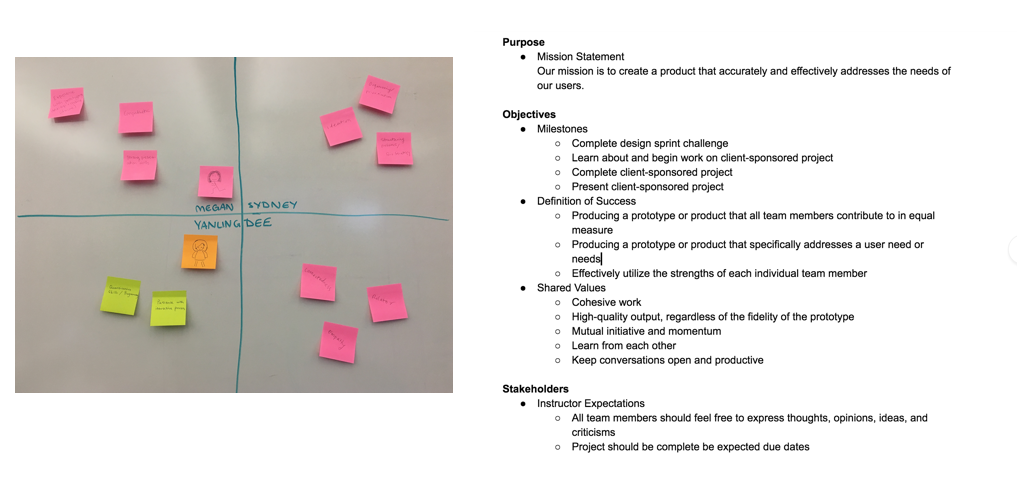 MEGAN
SYDNEY
YANLING
DEE
Purpose
● Mission Statement
Our mission is to create a product that accurately and effectively addresses the needs of
our users.
Objectives
● Milestones
○ Complete design sprint challenge
○ Learn about and begin work on client-sponsored project
○ Complete client-sponsored project
○ Present client-sponsored project
● Definition of Success
○ Producing a prototype or product that all team members contribute to in equal
measure
○ Producing a prototype or product that specifically addresses a user need or
needs
○ Effectively utilize the strengths of each individual team member
● Shared Values
○ Cohesive work
○ High-quality output, regardless of the fidelity of the prototype
○ Mutual initiative and momentum
○ Learn from each other
○ Keep conversations open and productive
Stakeholders
● Instructor Expectations
○ All team members should feel free to express thoughts, opinions, ideas, and
criticisms
○ Project should be complete be expected due dates